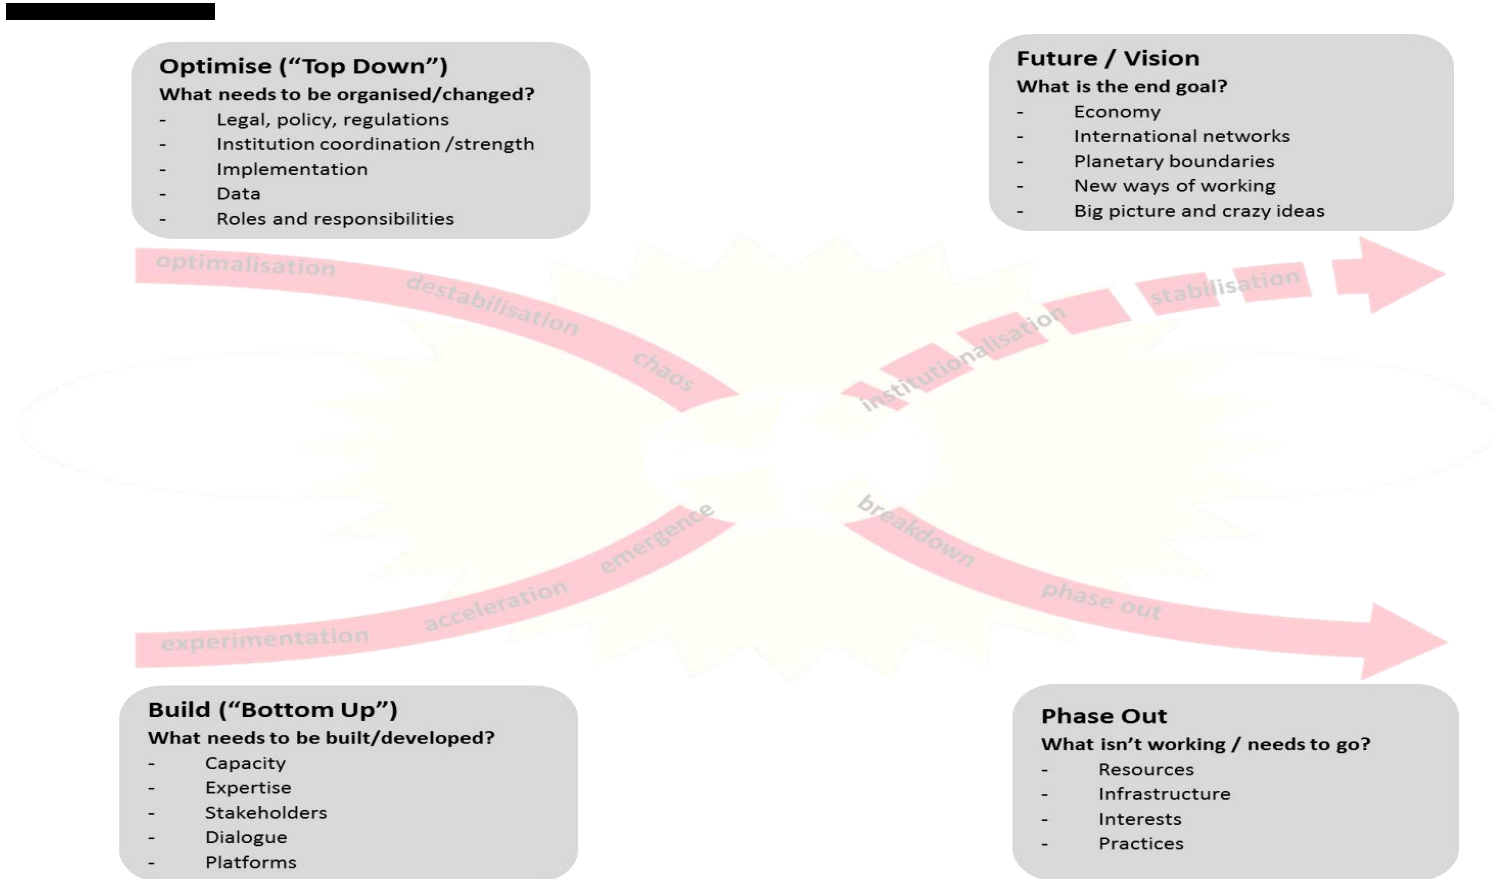 Optimise (“Top Down”)
What needs to be organised/changed?
- Legal, policy, regulations
- Institution coordination /strength
- Implementation
- Data
- Roles and responsibilities
Future / Vision
What is the end goal?
- Economy
- International networks
- Planetary boundaries
- New ways of working
- Big picture and crazy ideas
optimalisation
destabilisation
chaos
institutionalisation
stabilisation
experimentation
acceleration
emergence
breakdown
phase out
Build (“Bottom Up”)
What needs to be built/developed?
- Capacity
- Expertise
- Stakeholders
- Dialogue
- Platforms
Phase Out
What isn’t working / needs to go?
- Resources
- Infrastructure
- Interests
- Practices